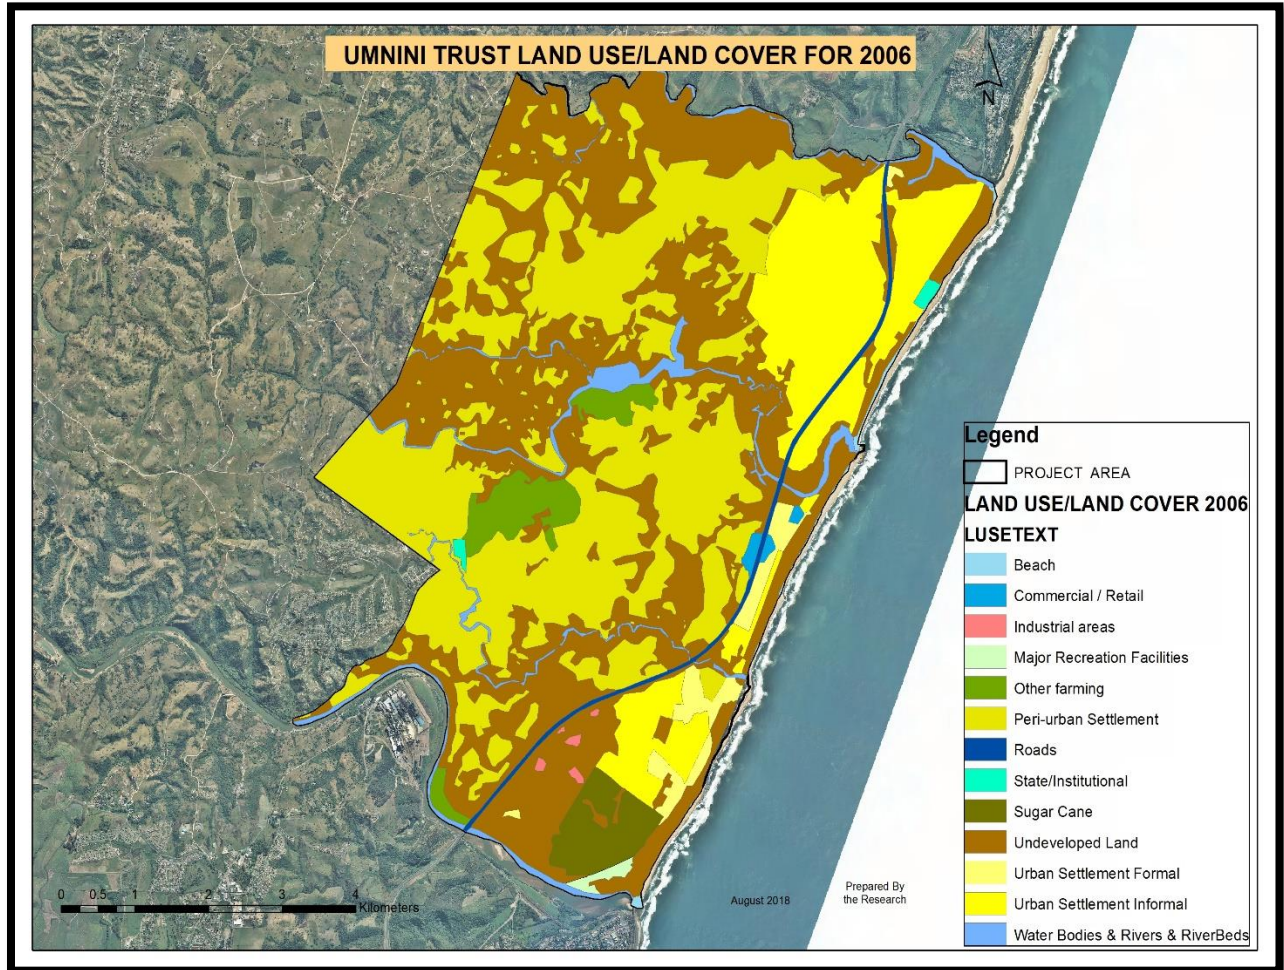 UMNINI TRUST LAND USE/LAND COVER FOR 2006
N
Legend
PROJECT AREA
LAND USE/LAND COVER 2006
LUSETEXT
Beach
Commercial / Retail
Industrial areas
Major Recreation Facilities
Other farming
Peri-urban Settlement
Roads
State/Institutional
Sugar Cane
Undeveloped Land
Urban Settlement Formal
Urban Settlement Informal
Water Bodies & Rivers & RiverBeds
0 0.5 1 2 3 4
Kilometers
August 2018
Prepared By
the Research